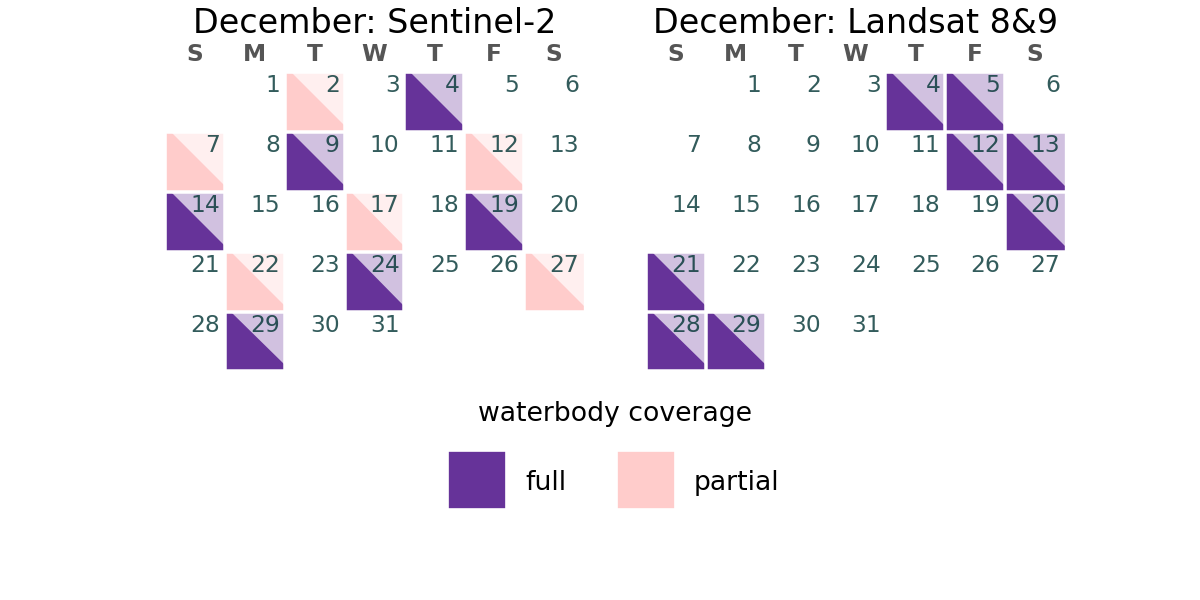 December: Sentinel-2
S M T W T F S
1 2 3 4 5 6
7 8 9 10 11 12 13
14 15 16 17 18 19 20
21 22 23 24 25 26 27
28 29 30 31
December: Landsat 8&9
S M T W T F S
1 2 3 4 5 6
7 8 9 10 11 12 13
14 15 16 17 18 19 20
21 22 23 24 25 26 27
28 29 30 31
waterbody coverage
full partial